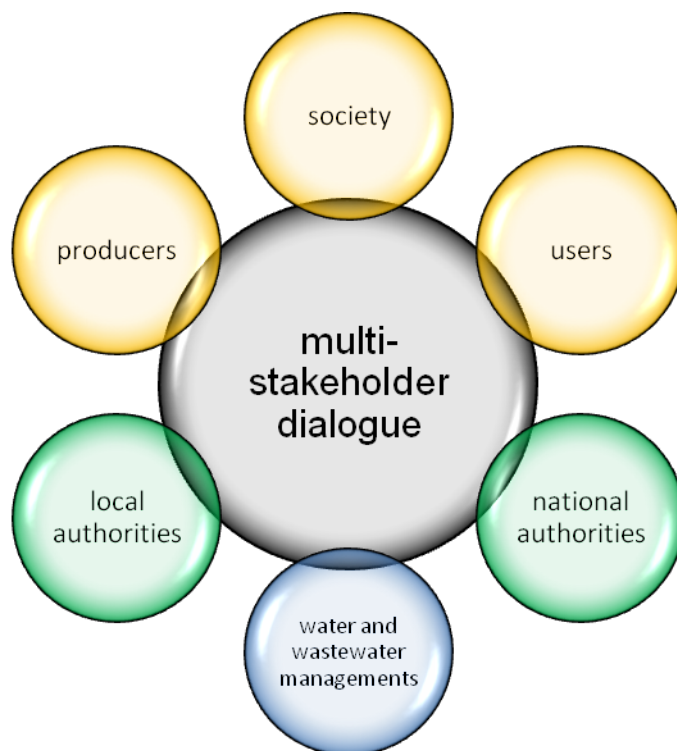 society
producers
users
multi-
stakeholder
dialogue
local
authorities
national
authorities
water and
wastewater
managements